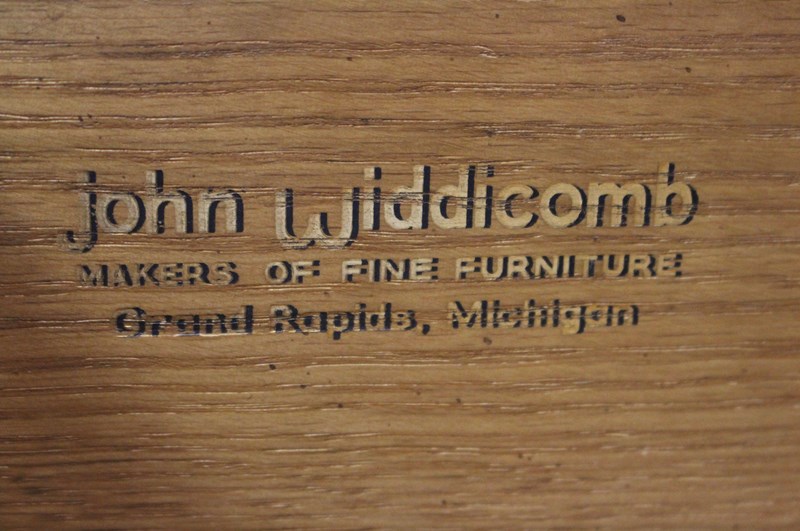 john widdicomb
MAKERS OF FINE FURNITURE
Grand Rapids, Michigan